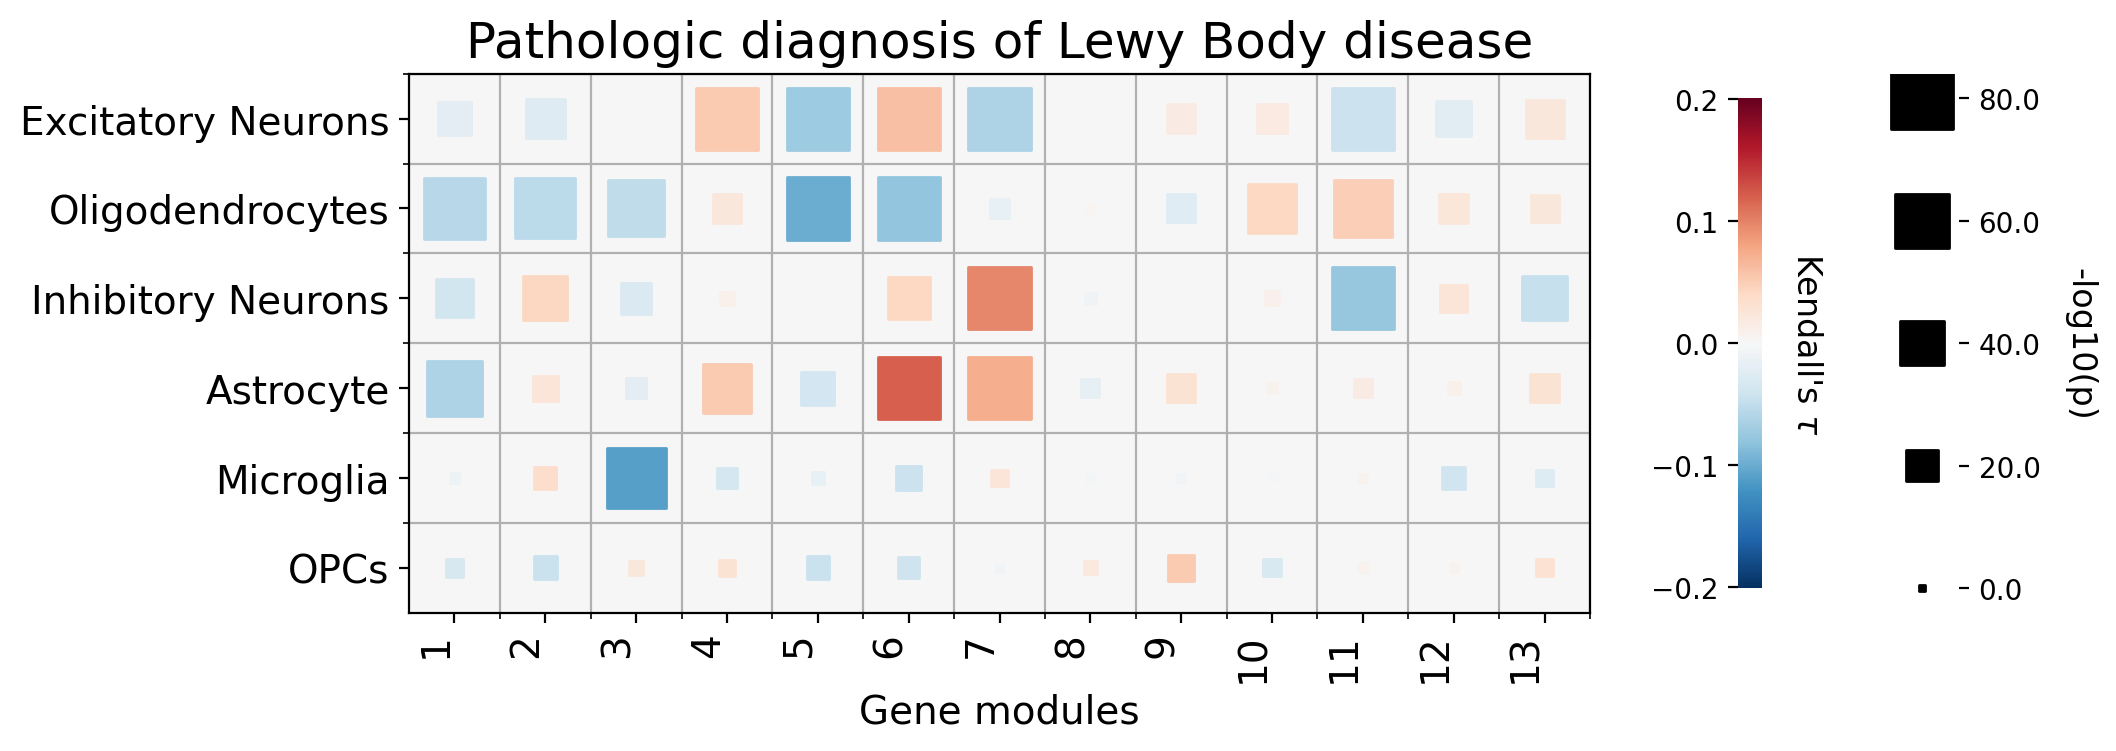 Pathologic diagnosis of Lewy Body disease
Excitatory Neurons
Oligodendrocytes
Inhibitory Neurons
Astrocyte
Microglia
OPCs
1 2 3 4 5 6 7 8 9 10 11 12 13
Gene modules
0.2
0.1
0.0
−0.1
−0.2
Kendall's τ
80.0
60.0
40.0
20.0
0.0
-log10(p)